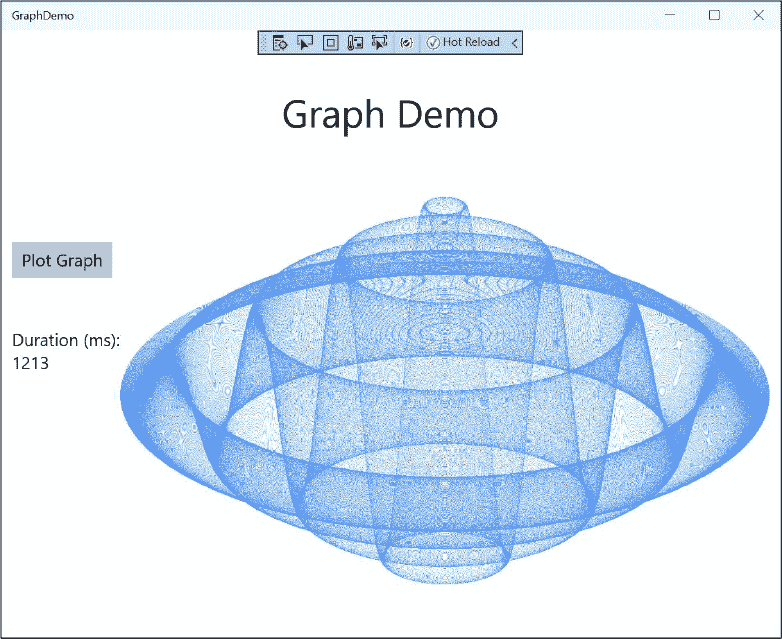 GraphDemo
Hot Reload
Graph Demo
Plot Graph
Duration (ms):
1213